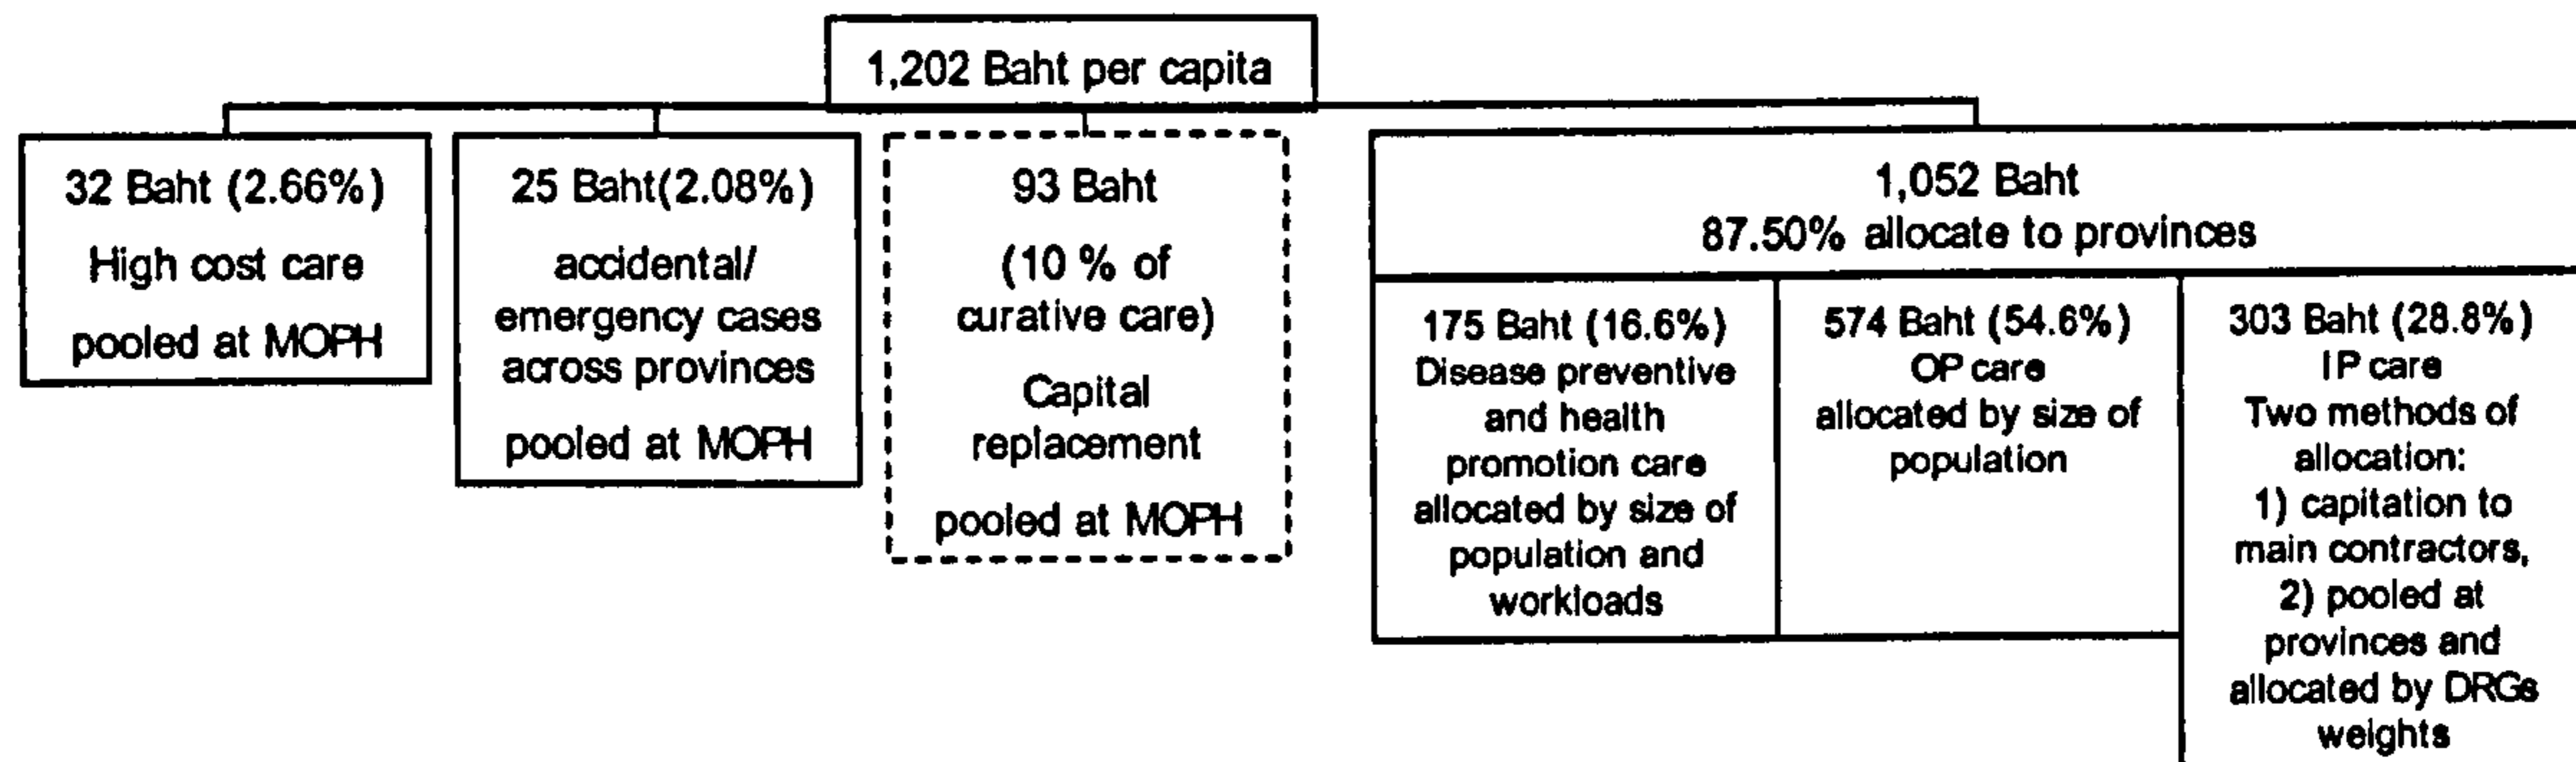 1,202 Baht per capita
32 Baht (2.66%)
High cost care
pooled at MOPH
25 Baht(2.08%)
accidental/
emergency cases
across provinces
pooled at MOPH
93 Baht
(10 % of
curative care)
Capital
replacement
pooled at MOPH
1,052 Baht
87.50% allocate to provinces
175 Baht (16.6%)
Disease preventive
and health
promotion care
allocated by size of
population and
workloads
574 Baht (54.6%)
OP care
allocated by size of
population
303 Baht (28.8%)
IP care
Two methods of
allocation:
1) capitation to
main contractors,
2) pooled at
provinces and
allocated by DRGs
weights